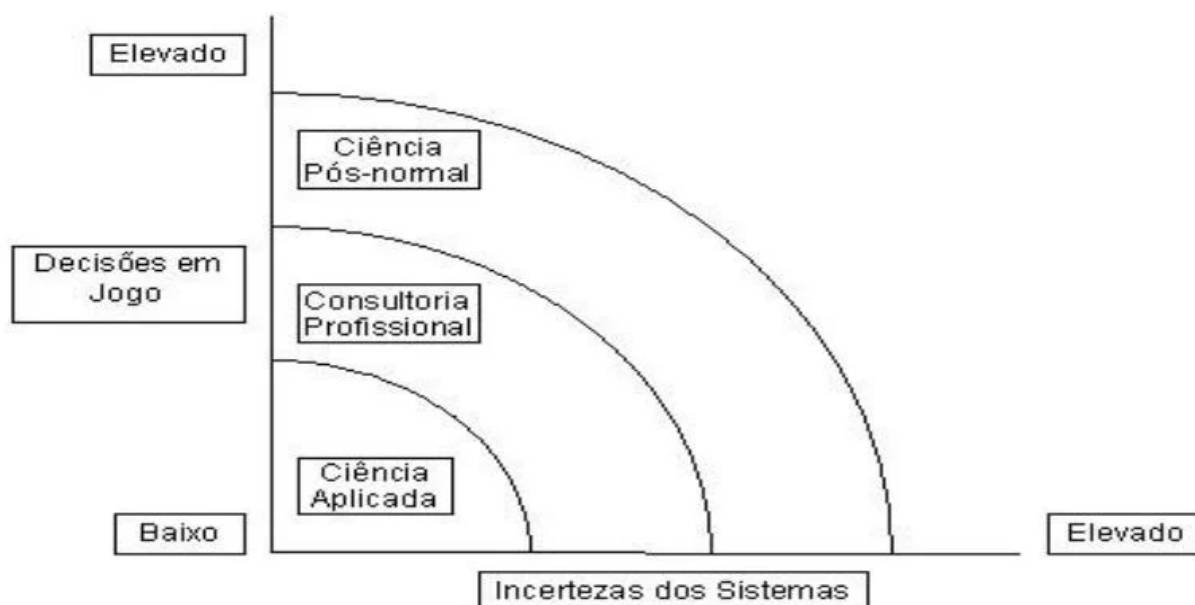 Elevado
Ciência
Pós-normal
Decisões em
Jogo
Consultoria
Profissional
Ciência
Aplicada
Baixo
Elevado
Incertezas dos Sistemas